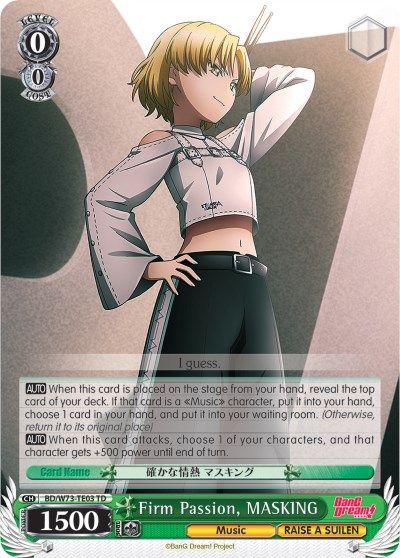 LEVEL
0
0
COST
I guess.
AUTO When this card is placed on the stage from your hand, reveal the top
card of your deck. If that card is a «Music» character, put it into your hand,
choose 1 card in your hand, and put it into your waiting room. (Otherwise,
return it to its original place)
AUTO When this card attacks, choose 1 of your characters, and that
character gets +500 power until end of turn.
Card Name 確かな情熱 マスキング
CH BD/W73-TE03 TD
Firm Passion, MASKING
BanG Dream!
POWER
1500
Music
RAISE A SUILEN
©BanG Dream! Project